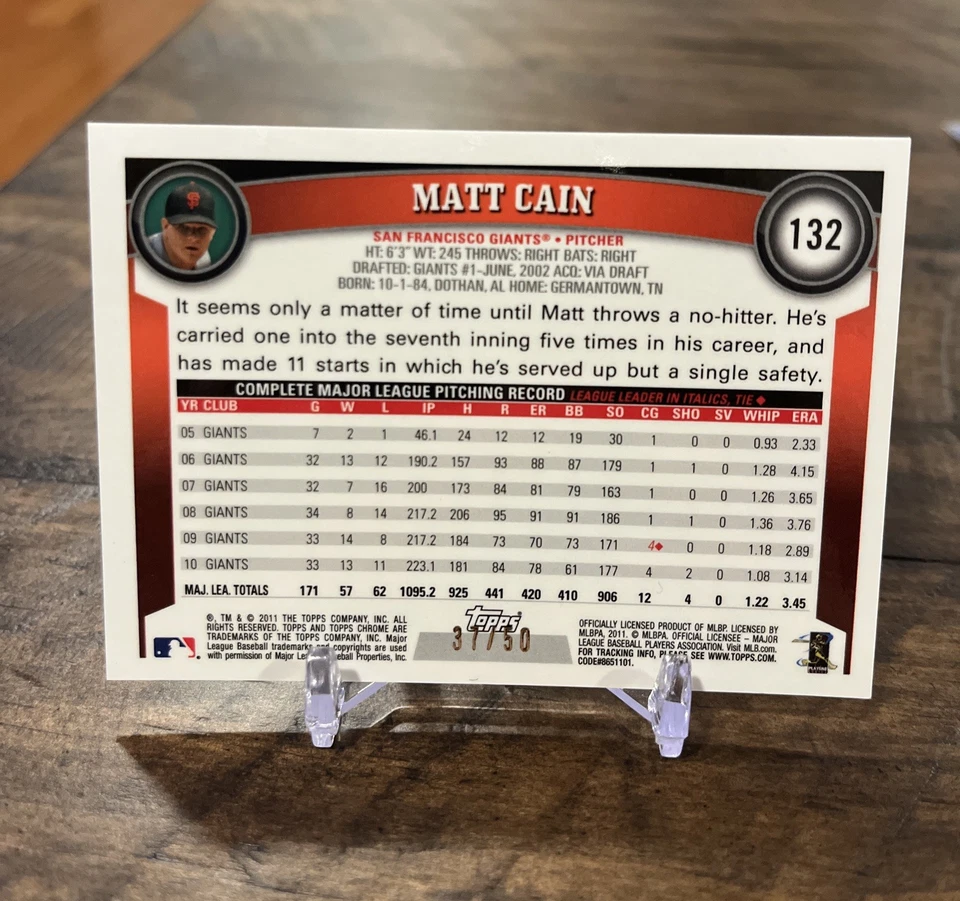 MATT CAIN
132
SAN FRANCISCO GIANTS® • PITCHER
HT: 6'3" WT: 245 THROWS: RIGHT BATS: RIGHT
DRAFTED: GIANTS #1-JUNE, 2002 ACQ: VIA DRAFT
BORN: 10-1-84, DOTHAN, AL HOME: GERMANTOWN, TN
It seems only a matter of time until Matt throws a no-hitter. He's
carried one into the seventh inning five times in his career, and
has made 11 starts in which he's served up but a single safety.
COMPLETE MAJOR LEAGUE PITCHING RECORD LEAGUE LEADER IN ITALICS, TIE ♦
YR CLUB G W L IP H R ER BB SO CG SHO SV WHIP ERA
05 GIANTS 7 2 1 46.1 24 12 12 19 30 1 0 0 0.93 2.33
06 GIANTS 32 13 12 190.2 157 93 88 87 179 1 1 0 1.28 4.15
07 GIANTS 32 7 16 200 173 84 81 79 163 1 0 0 1.26 3.65
08 GIANTS 34 8 14 217.2 206 95 91 91 186 1 1 0 1.36 3.76
09 GIANTS 33 14 8 217.2 184 73 70 73 171 4♦ 0 0 1.18 2.89
10 GIANTS 33 13 11 223.1 181 84 78 61 177 4 2 0 1.08 3.14
MAJ. LEA. TOTALS 171 57 62 1095.2 925 441 420 410 906 12 4 0 1.22 3.45
®, TM & © 2011 THE TOPPS COMPANY, INC. ALL
RIGHTS RESERVED. TOPPS AND TOPPS CHROME ARE
TRADEMARKS OF THE TOPPS COMPANY, INC. Major
League Baseball trademarks and copyrights are used
with permission of Major League Baseball Properties, Inc.
Topps
37/50
OFFICIALLY LICENSED PRODUCT OF MLBP. LICENSED BY
MLBPA, 2011. © MLBPA. OFFICIAL LICENSEE – MAJOR
LEAGUE BASEBALL PLAYERS ASSOCIATION. Visit MLB.com.
FOR TRACKING INFO, PLEASE SEE WWW.TOPPS.COM.
CODE#8651101.